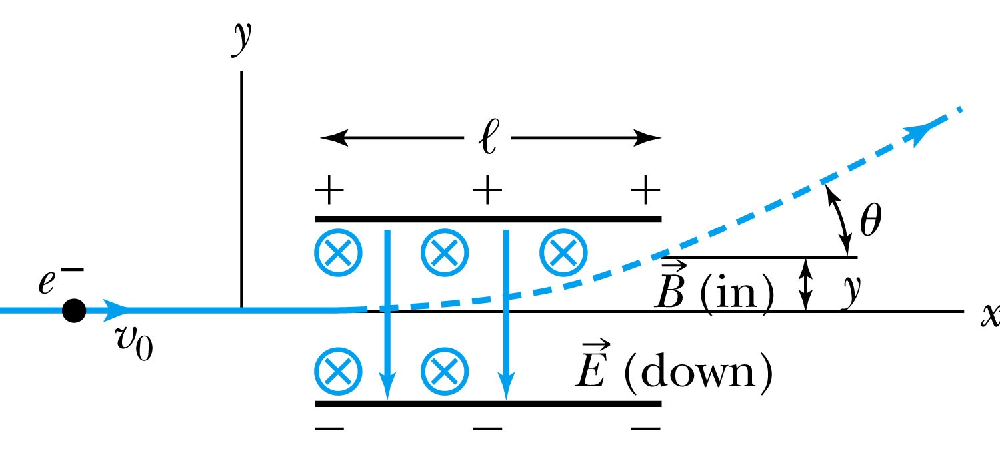 y
ℓ
+ + +
θ
e⁻
B⃗ (in) y
x
v₀
E⃗ (down)
− − −